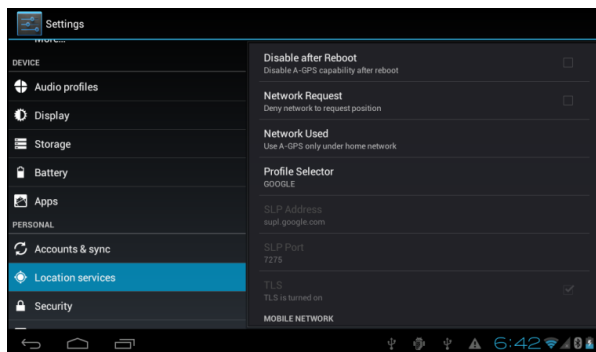 Settings
More...
DEVICE
Audio profiles
Display
Storage
Battery
Apps
PERSONAL
Accounts & sync
Location services
Security
Disable after Reboot
Disable A-GPS capability after reboot
Network Request
Deny network to request position
Network Used
Use A-GPS only under home network
Profile Selector
GOOGLE
SLP Address
supl.google.com
SLP Port
7275
TLS
TLS is turned on
MOBILE NETWORK
6:42